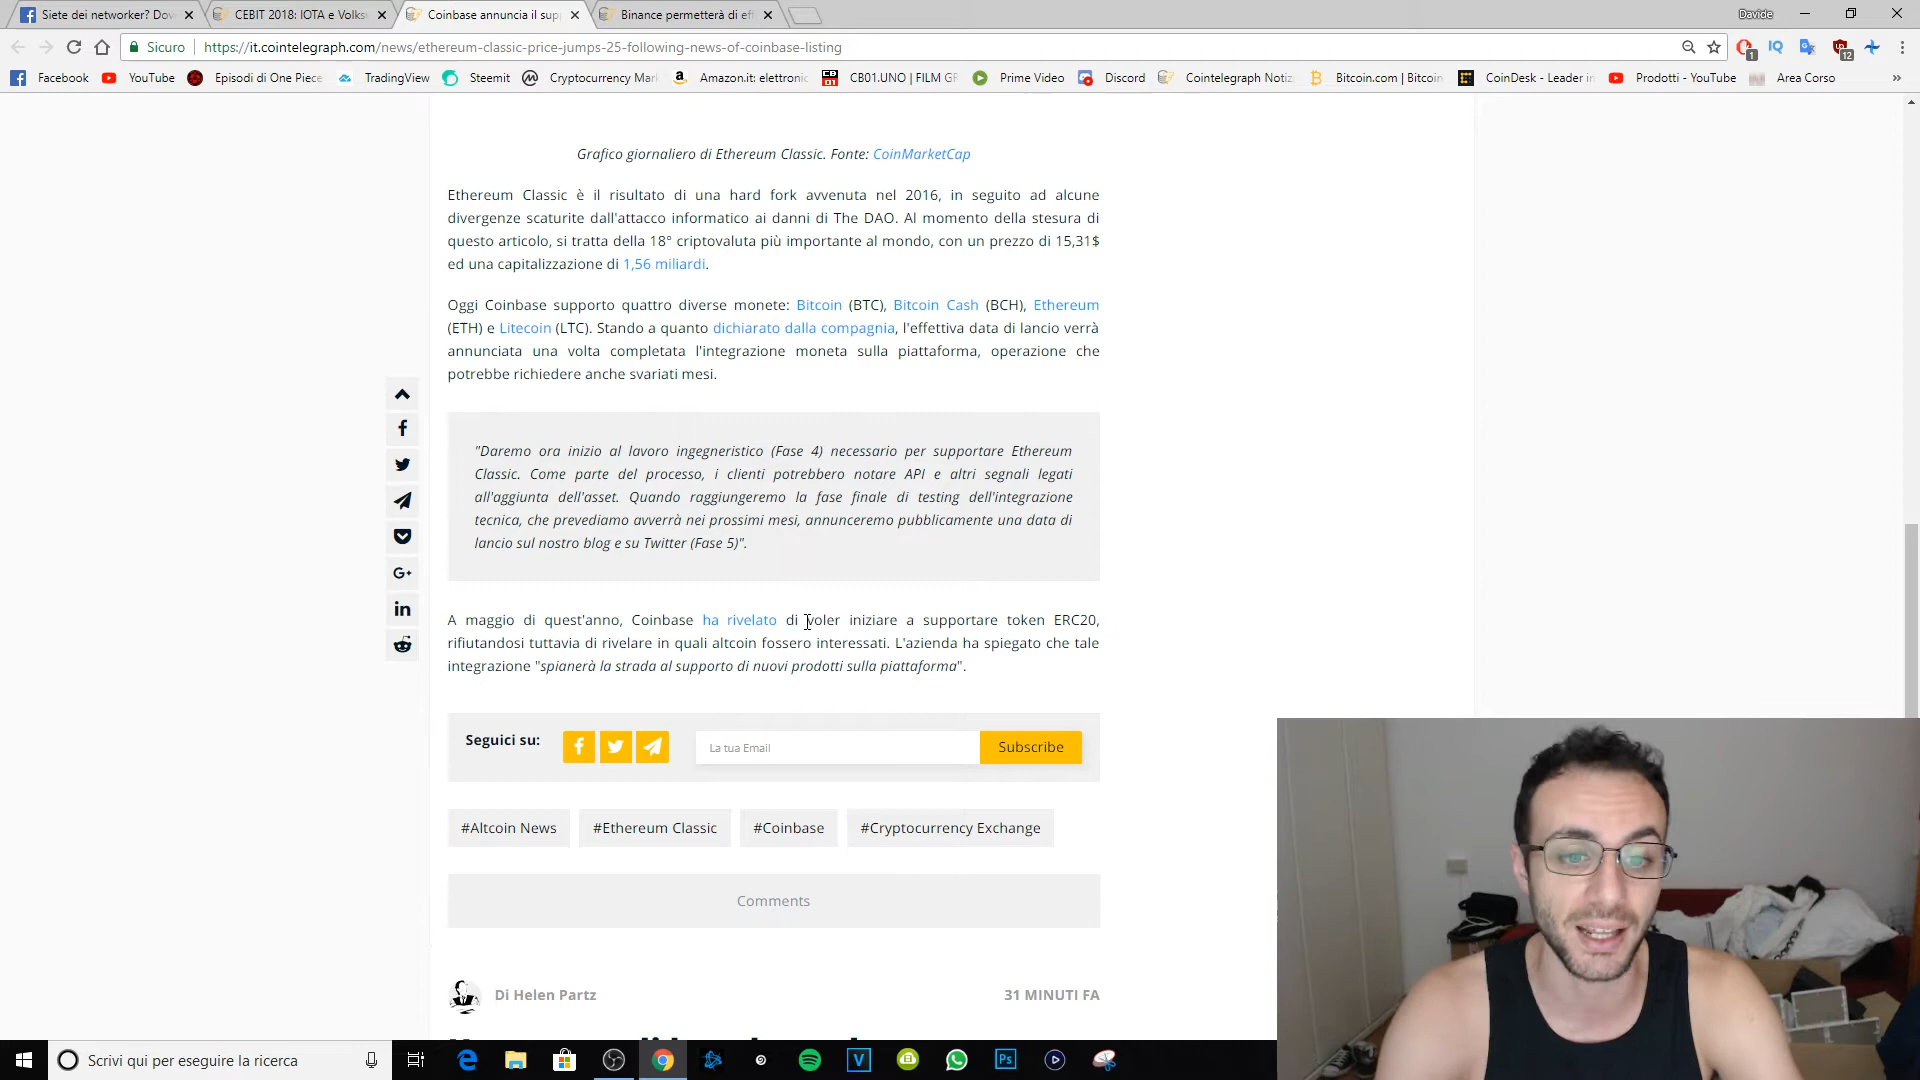 Siete dei networker? Dov
CEBIT 2018: IOTA e Volksw
Coinbase annuncia il sup
Binance permetterà di eff
Davide
Sicuro
https://it.cointelegraph.com/news/ethereum-classic-price-jumps-25-following-news-of-coinbase-listing
1
12
Facebook
YouTube
Episodi di One Piece
TradingView
Steemit
Cryptocurrency Mark
Amazon.it: elettronic
CB01.UNO | FILM GR
Prime Video
Discord
Cointelegraph Notiz
Bitcoin.com | Bitcoin
CoinDesk - Leader in
Prodotti - YouTube
Area Corso
Grafico giornaliero di Ethereum Classic. Fonte: CoinMarketCap
Ethereum Classic è il risultato di una hard fork avvenuta nel 2016, in seguito ad alcune
divergenze scaturite dall'attacco informatico ai danni di The DAO. Al momento della stesura di
questo articolo, si tratta della 18° criptovaluta più importante al mondo, con un prezzo di 15,31$
ed una capitalizzazione di 1,56 miliardi.
Oggi Coinbase supporto quattro diverse monete: Bitcoin (BTC), Bitcoin Cash (BCH), Ethereum
(ETH) e Litecoin (LTC). Stando a quanto dichiarato dalla compagnia, l'effettiva data di lancio verrà
annunciata una volta completata l'integrazione moneta sulla piattaforma, operazione che
potrebbe richiedere anche svariati mesi.
"Daremo ora inizio al lavoro ingegneristico (Fase 4) necessario per supportare Ethereum
Classic. Come parte del processo, i clienti potrebbero notare API e altri segnali legati
all'aggiunta dell'asset. Quando raggiungeremo la fase finale di testing dell'integrazione
tecnica, che prevediamo avverrà nei prossimi mesi, annunceremo pubblicamente una data di
lancio sul nostro blog e su Twitter (Fase 5)".
A maggio di quest'anno, Coinbase ha rivelato di voler iniziare a supportare token ERC20,
rifiutandosi tuttavia di rivelare in quali altcoin fossero interessati. L'azienda ha spiegato che tale
integrazione "spianerà la strada al supporto di nuovi prodotti sulla piattaforma".
Seguici su:
La tua Email
Subscribe
#Altcoin News
#Ethereum Classic
#Coinbase
#Cryptocurrency Exchange
Comments
Di Helen Partz
31 MINUTI FA
Scrivi qui per eseguire la ricerca